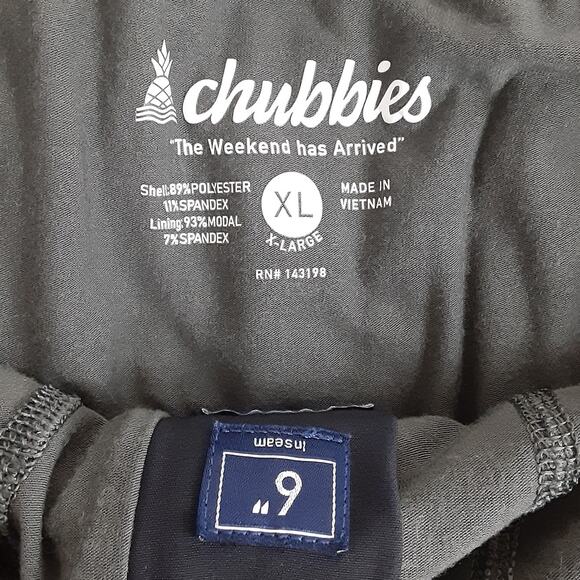 chubbies
"The Weekend has Arrived"
Shell:89%POLYESTER
11%SPANDEX
Lining:93%MODAL
7%SPANDEX
XL
X-LARGE
MADE IN
VIETNAM
RN# 143198
9"
Inseam